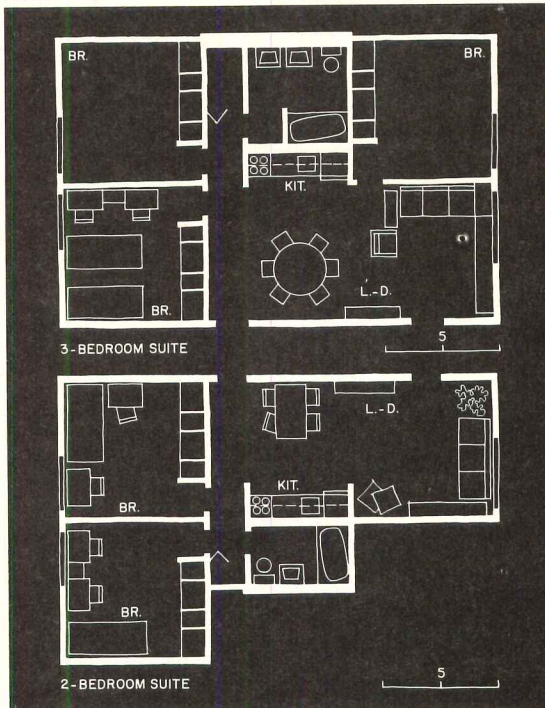 BR.
BR.
KIT.
BR.
L.-D.
3-BEDROOM SUITE
5
L.-D.
KIT.
BR.
BR.
2-BEDROOM SUITE
5